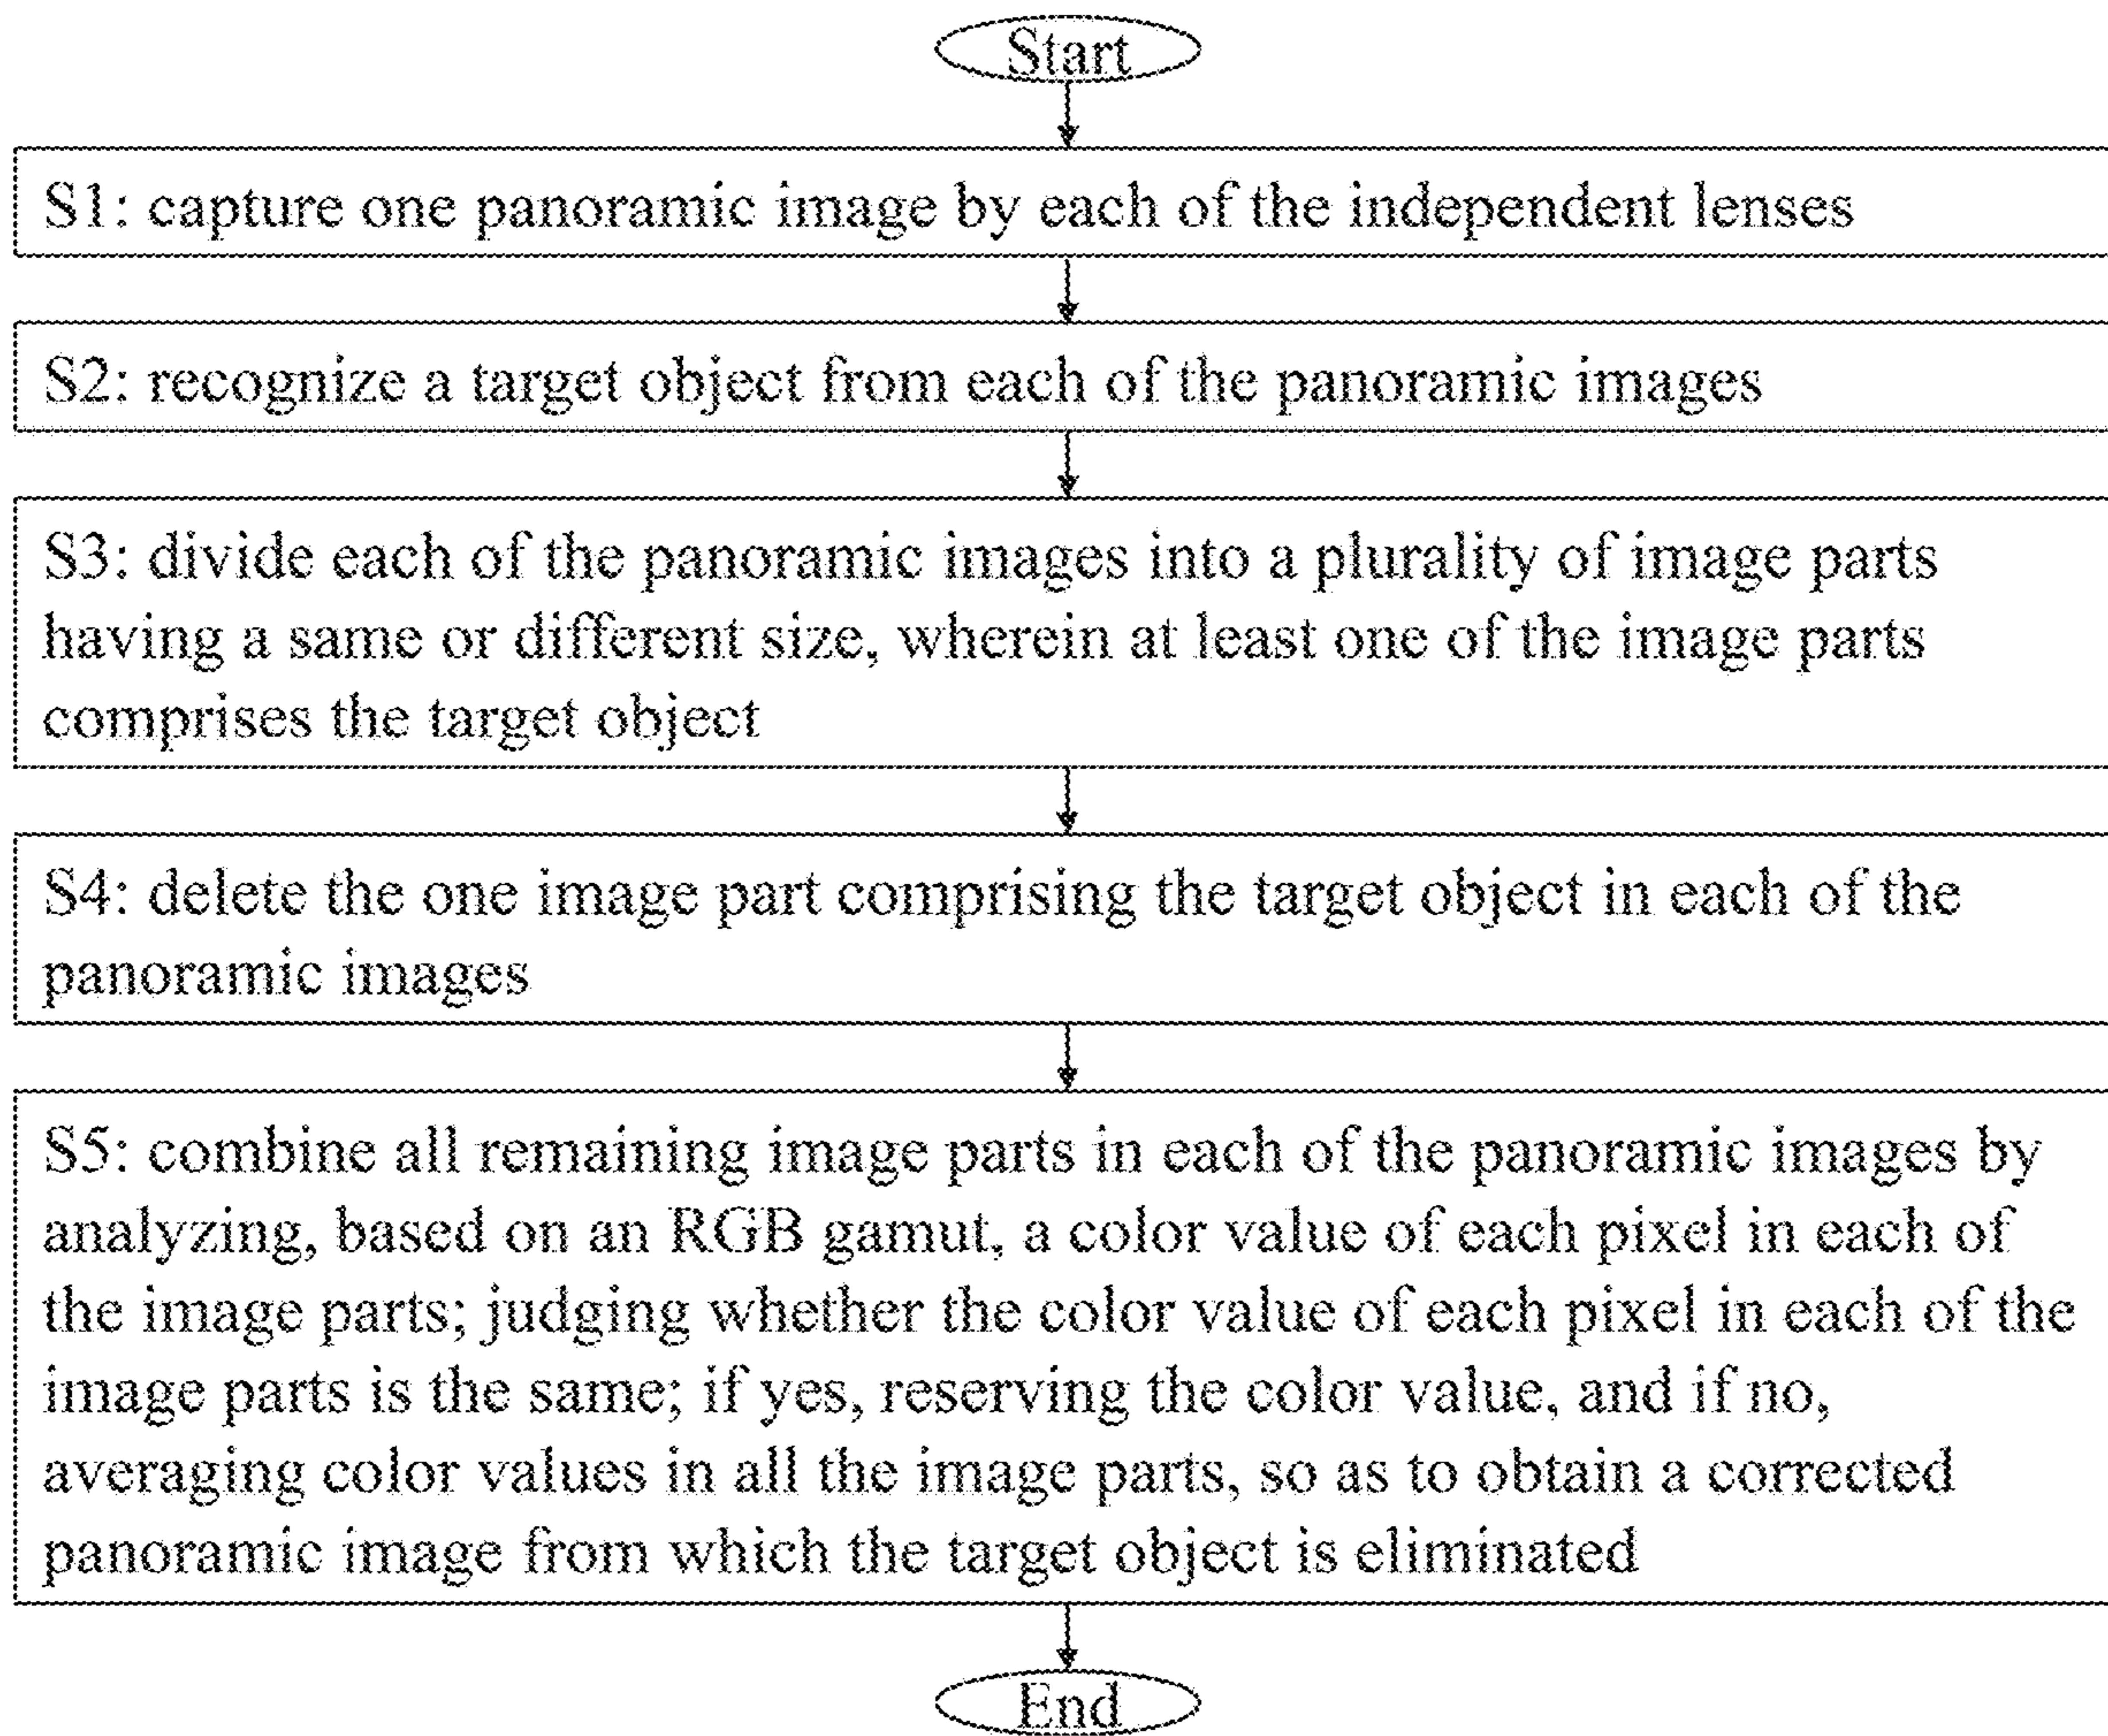 Start
S1: capture one panoramic image by each of the independent lenses
S2: recognize a target object from each of the panoramic images
S3: divide each of the panoramic images into a plurality of image parts
having a same or different size, wherein at least one of the image parts
comprises the target object
S4: delete the one image part comprising the target object in each of the
panoramic images
S5: combine all remaining image parts in each of the panoramic images by
analyzing, based on an RGB gamut, a color value of each pixel in each of
the image parts; judging whether the color value of each pixel in each of the
image parts is the same; if yes, reserving the color value, and if no,
averaging color values in all the image parts, so as to obtain a corrected
panoramic image from which the target object is eliminated
End